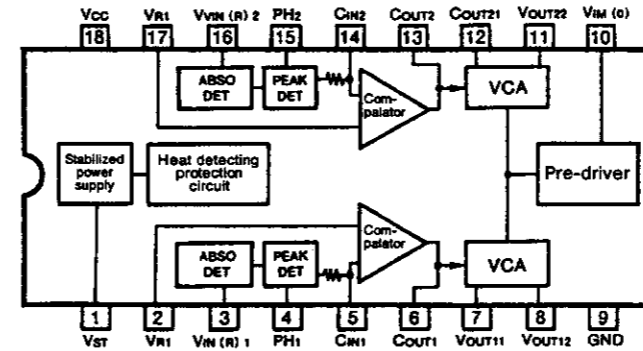 VCC VR1 VVIN (R) 2 PH2 CIN2 COUT2 COUT21 VOUT22 VIM (O)
18 17 16 15 14 13 12 11 10
ABSO DET
PEAK DET
Com-
palator
VCA
Stabilized
power
supply
Heat detecting
protection
circuit
Pre-driver
Com-
palator
ABSO DET
PEAK DET
VCA
1 2 3 4 5 6 7 8 9
VST VR1 VIN (R) 1 PH1 CIN1 COUT1 VOUT11 VOUT12 GND